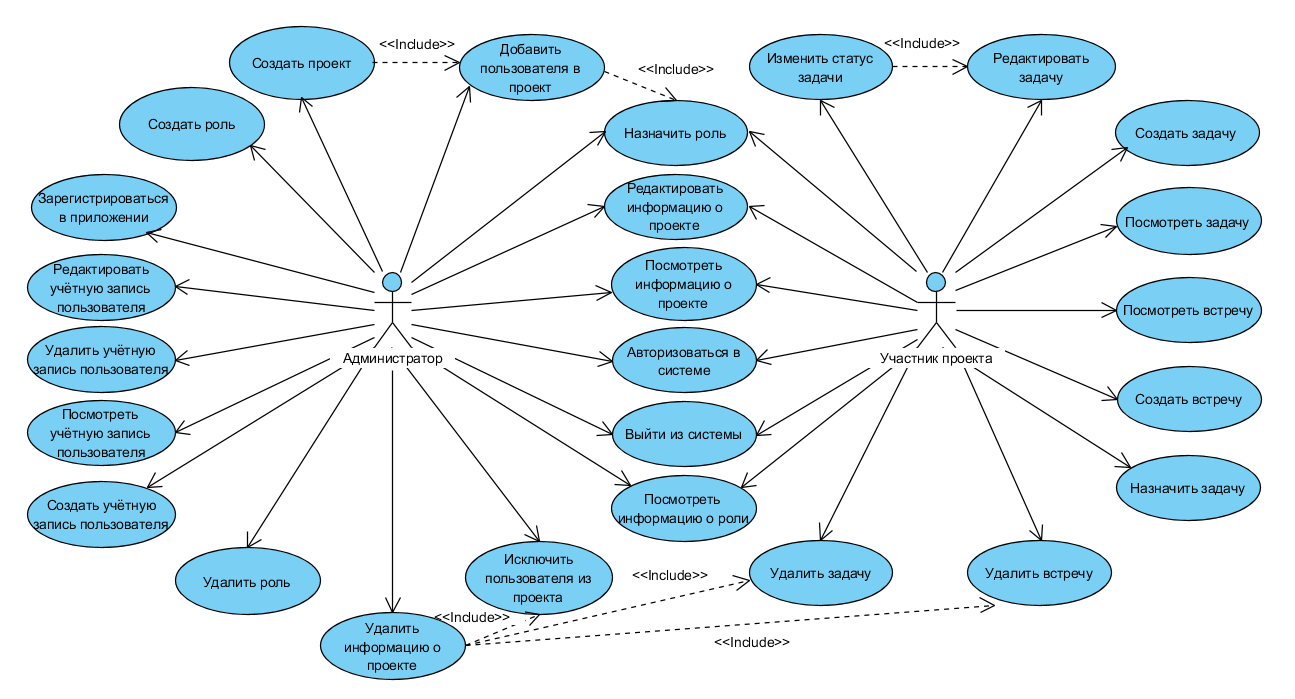 <<Include>>
<<Include>>
Создать проект
Добавить
пользователя в
проект
<<Include>>
Изменить статус
задачи
Редактировать
задачу
Создать роль
Назначить роль
Создать задачу
Зарегистрироваться
в приложении
Редактировать
информацию о
проекте
Посмотреть задачу
Редактировать
учётную запись
пользователя
Посмотреть
информацию о
проекте
Посмотреть встречу
Удалить учётную
запись пользователя
Администратор
Авторизоваться в
системе
Участник проекта
Посмотреть
учётную запись
пользователя
Выйти из системы
Создать встречу
Создать учётную
запись пользователя
Посмотреть
информацию о роли
Назначить задачу
Удалить роль
Исключить
пользователя из
проекта
<<Include>>
Удалить задачу
Удалить встречу
<<Include>>
Удалить
информацию о
проекте
<<Include>>